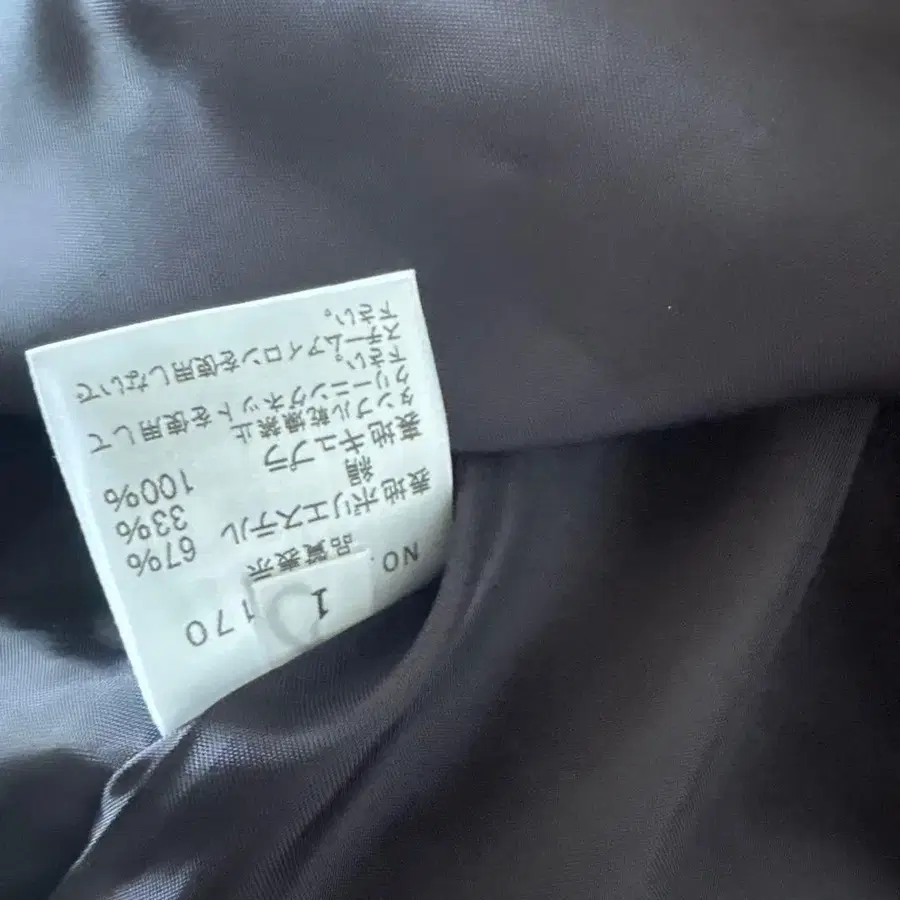 NO. 1 170
品質表示
表地 ポリエステル 67%
絹 33%
裏地 キュプラ 100%
タンブル乾燥禁止
クリーニングネットを使用して
下さい。
スチームアイロンを使用しないで
下さい。